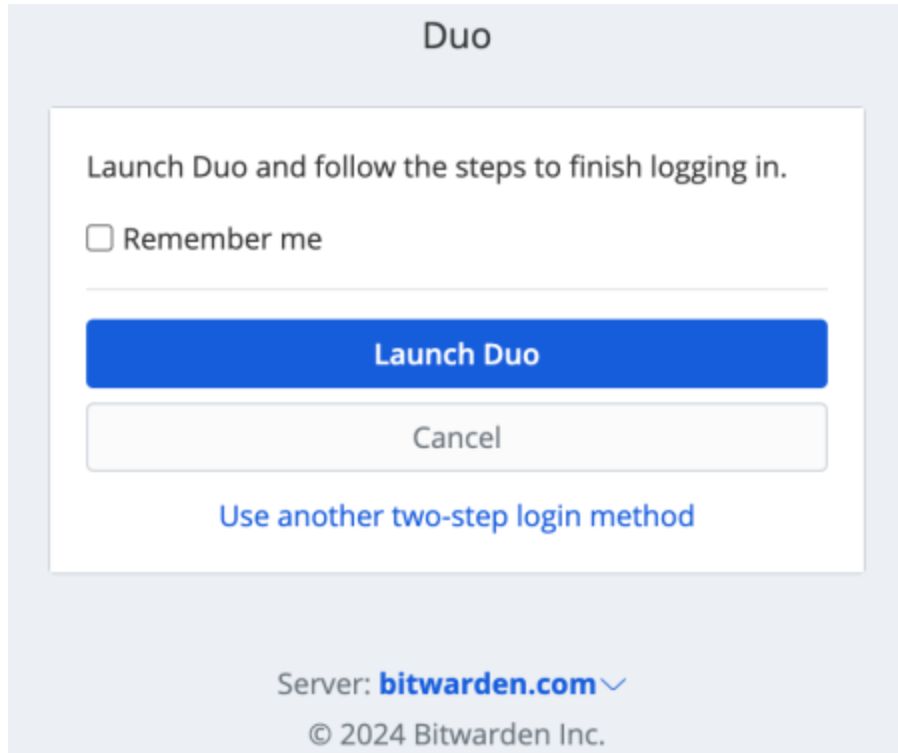 Duo
Launch Duo and follow the steps to finish logging in.
Remember me
Launch Duo
Cancel
Use another two-step login method
Server: bitwarden.com
© 2024 Bitwarden Inc.